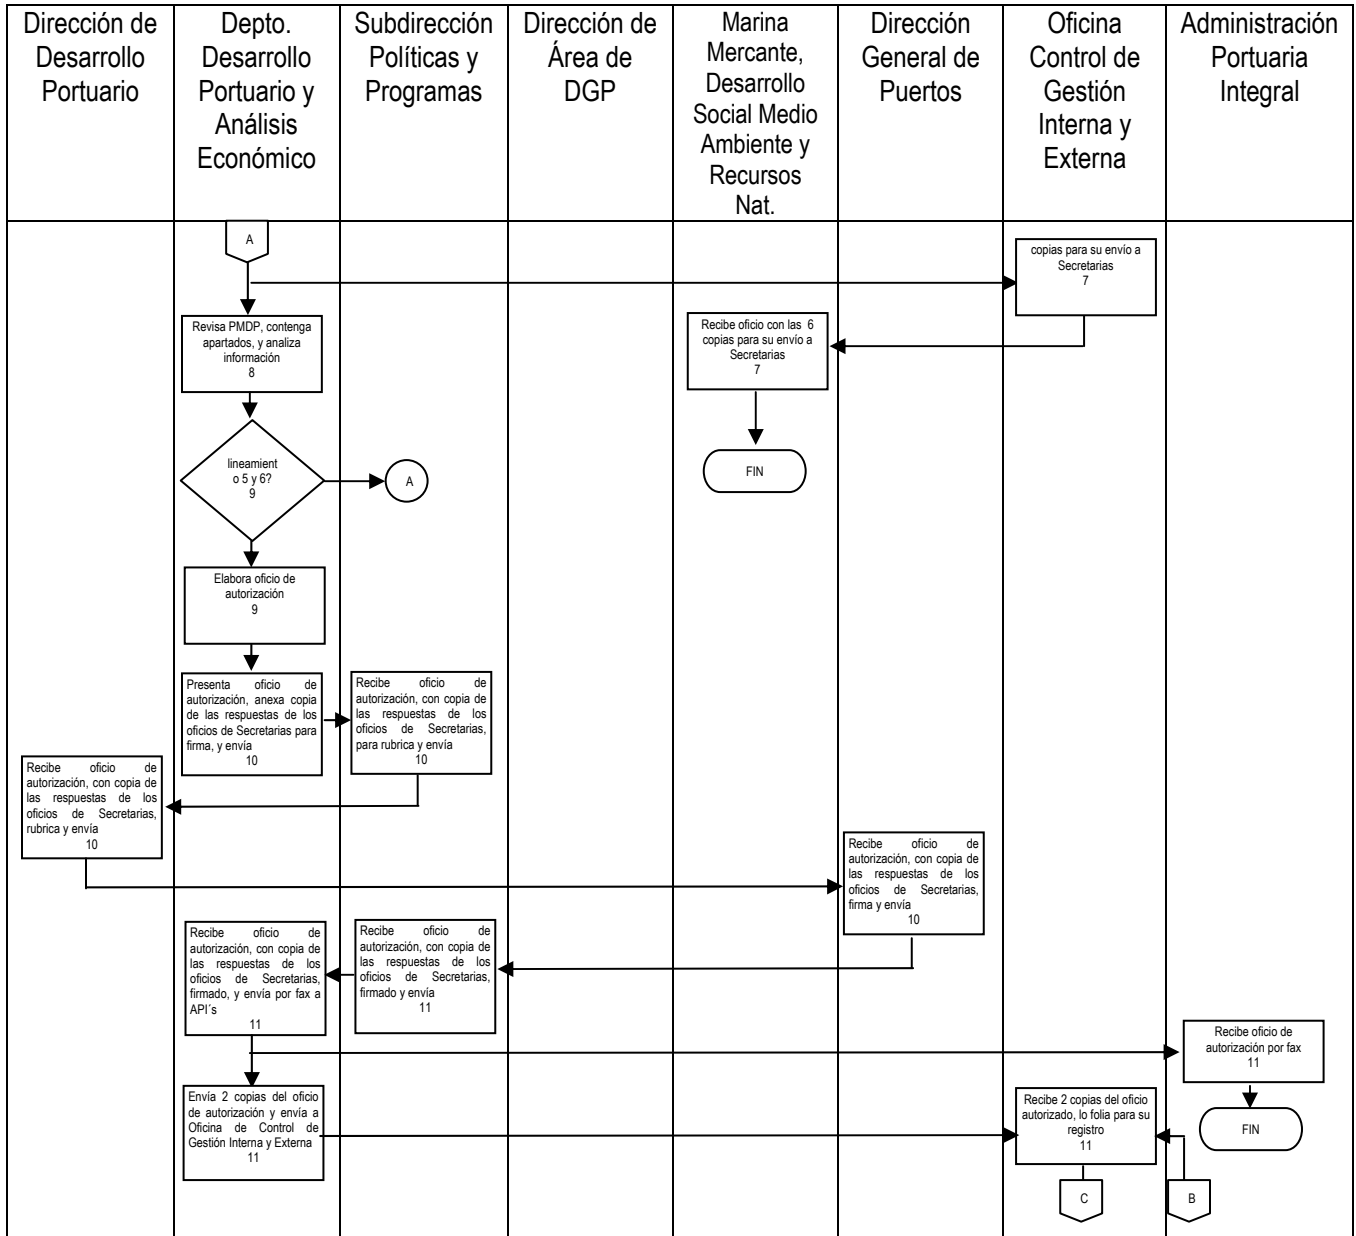 Dirección de
Desarrollo
Portuario
Depto.
Desarrollo
Portuario y
Análisis
Económico
Subdirección
Políticas y
Programas
Dirección de
Área de
DGP
Marina
Mercante,
Desarrollo
Social Medio
Ambiente y
Recursos
Nat.
Dirección
General de
Puertos
Oficina
Control de
Gestión
Interna y
Externa
Administración
Portuaria
Integral
A
copias para su envío a
Secretarias
7
Revisa PMDP, contenga
apartados, y analiza
información
8
Recibe oficio con las 6
copias para su envío a
Secretarias
7
lineamient
o 5 y 6?
9
A
FIN
Elabora oficio de
autorización
9
Presenta oficio de
autorización, anexa copia
de las respuestas de los
oficios de Secretarias para
firma, y envía
10
Recibe oficio de
autorización, con copia de
las respuestas de los
oficios de Secretarias,
para rubrica y envía
10
Recibe oficio de
autorización, con copia de
las respuestas de los
oficios de Secretarias,
rubrica y envía
10
Recibe oficio de
autorización, con copia de
las respuestas de los
oficios de Secretarias,
firma y envía
10
Recibe oficio de
autorización, con copia de
las respuestas de los
oficios de Secretarias,
firmado, y envía por fax a
API´s
11
Recibe oficio de
autorización, con copia de
las respuestas de los
oficios de Secretarias,
firmado y envía
11
Recibe oficio de
autorización por fax
11
Envía 2 copias del oficio
de autorización y envía a
Oficina de Control de
Gestión Interna y Externa
11
Recibe 2 copias del oficio
autorizado, lo folia para su
registro
11
FIN
C
B